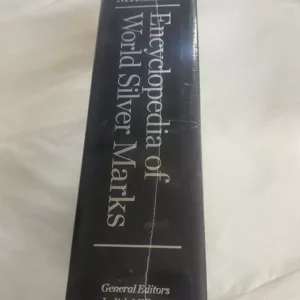 Encyclopedia of
World Silver Marks
General Editors